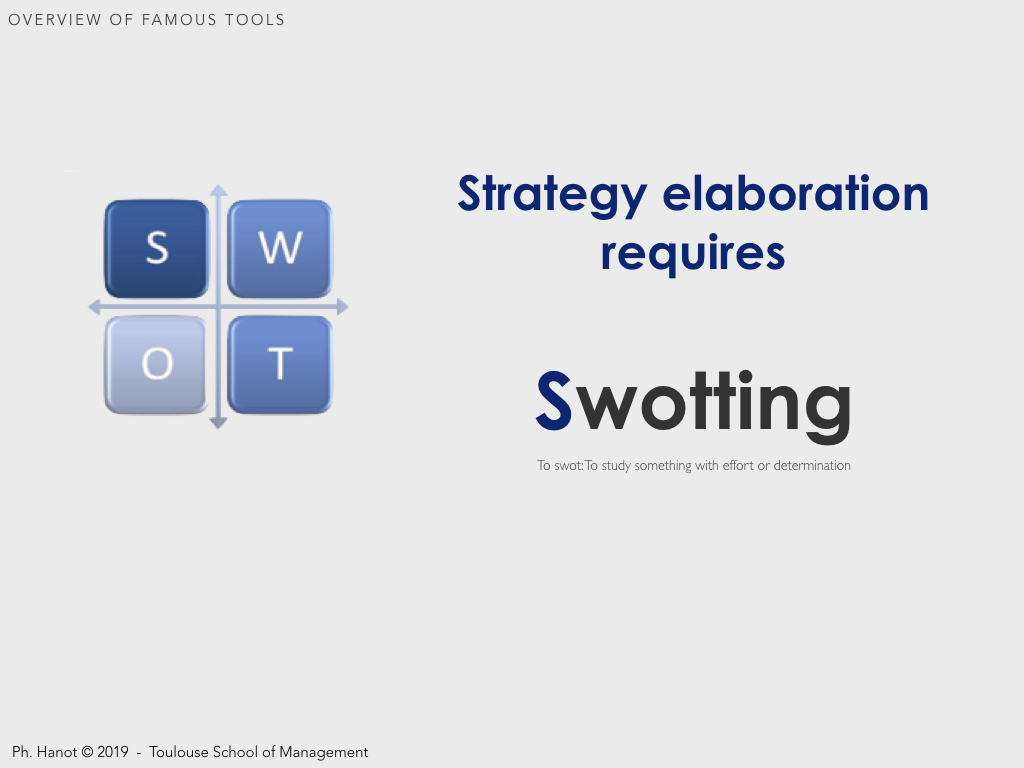 OVERVIEW OF FAMOUS TOOLS
S W
O T
Strategy elaboration
requires
Swotting
To swot: To study something with effort or determination
Ph. Hanot © 2019 - Toulouse School of Management